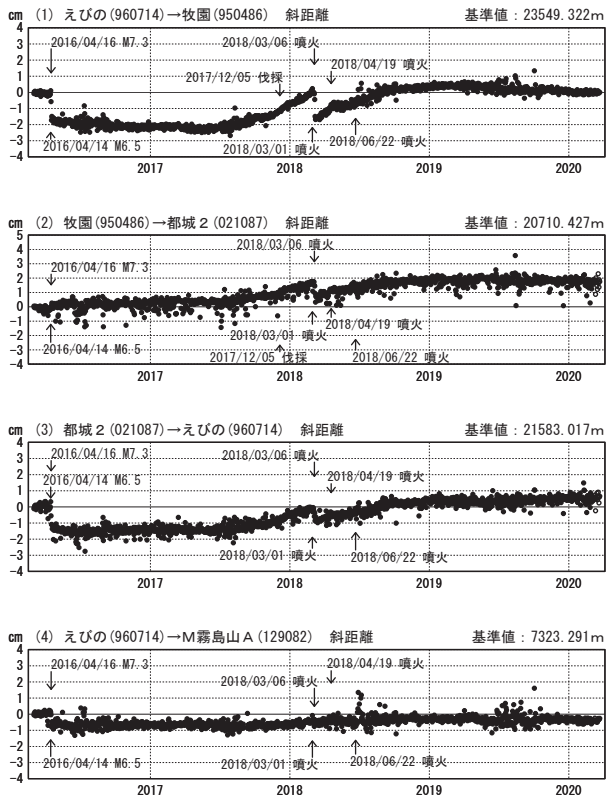 cm (1) えびの(960714)→牧園(950486) 斜距離 基準値：23549.322m
4
3
2
1
0
-1
-2
-3
-4
2016/04/16 M7.3
2018/03/06 噴火
2018/04/19 噴火
2017/12/05 伐採
2016/04/14 M6.5
2018/03/01 噴火
2018/06/22 噴火
2017 2018 2019 2020
cm (2) 牧園(950486)→都城２(021087) 斜距離 基準値：20710.427m
5
4
3
2
1
0
-1
-2
-3
-4
2018/03/06 噴火
2016/04/16 M7.3
2018/04/19 噴火
2018/03/01 噴火
2016/04/14 M6.5
2017/12/05 伐採
2018/06/22 噴火
2017 2018 2019 2020
cm (3) 都城２(021087)→えびの(960714) 斜距離 基準値：21583.017m
4
3
2
1
0
-1
-2
-3
-4
2016/04/16 M7.3
2018/03/06 噴火
2016/04/14 M6.5
2018/04/19 噴火
2018/03/01 噴火
2018/06/22 噴火
2017 2018 2019 2020
cm (4) えびの(960714)→Ｍ霧島山Ａ(129082) 斜距離 基準値：7323.291m
4
3
2
1
0
-1
-2
-3
-4
2016/04/16 M7.3
2018/04/19 噴火
2018/03/06 噴火
2016/04/14 M6.5
2018/03/01 噴火
2018/06/22 噴火
2017 2018 2019 2020